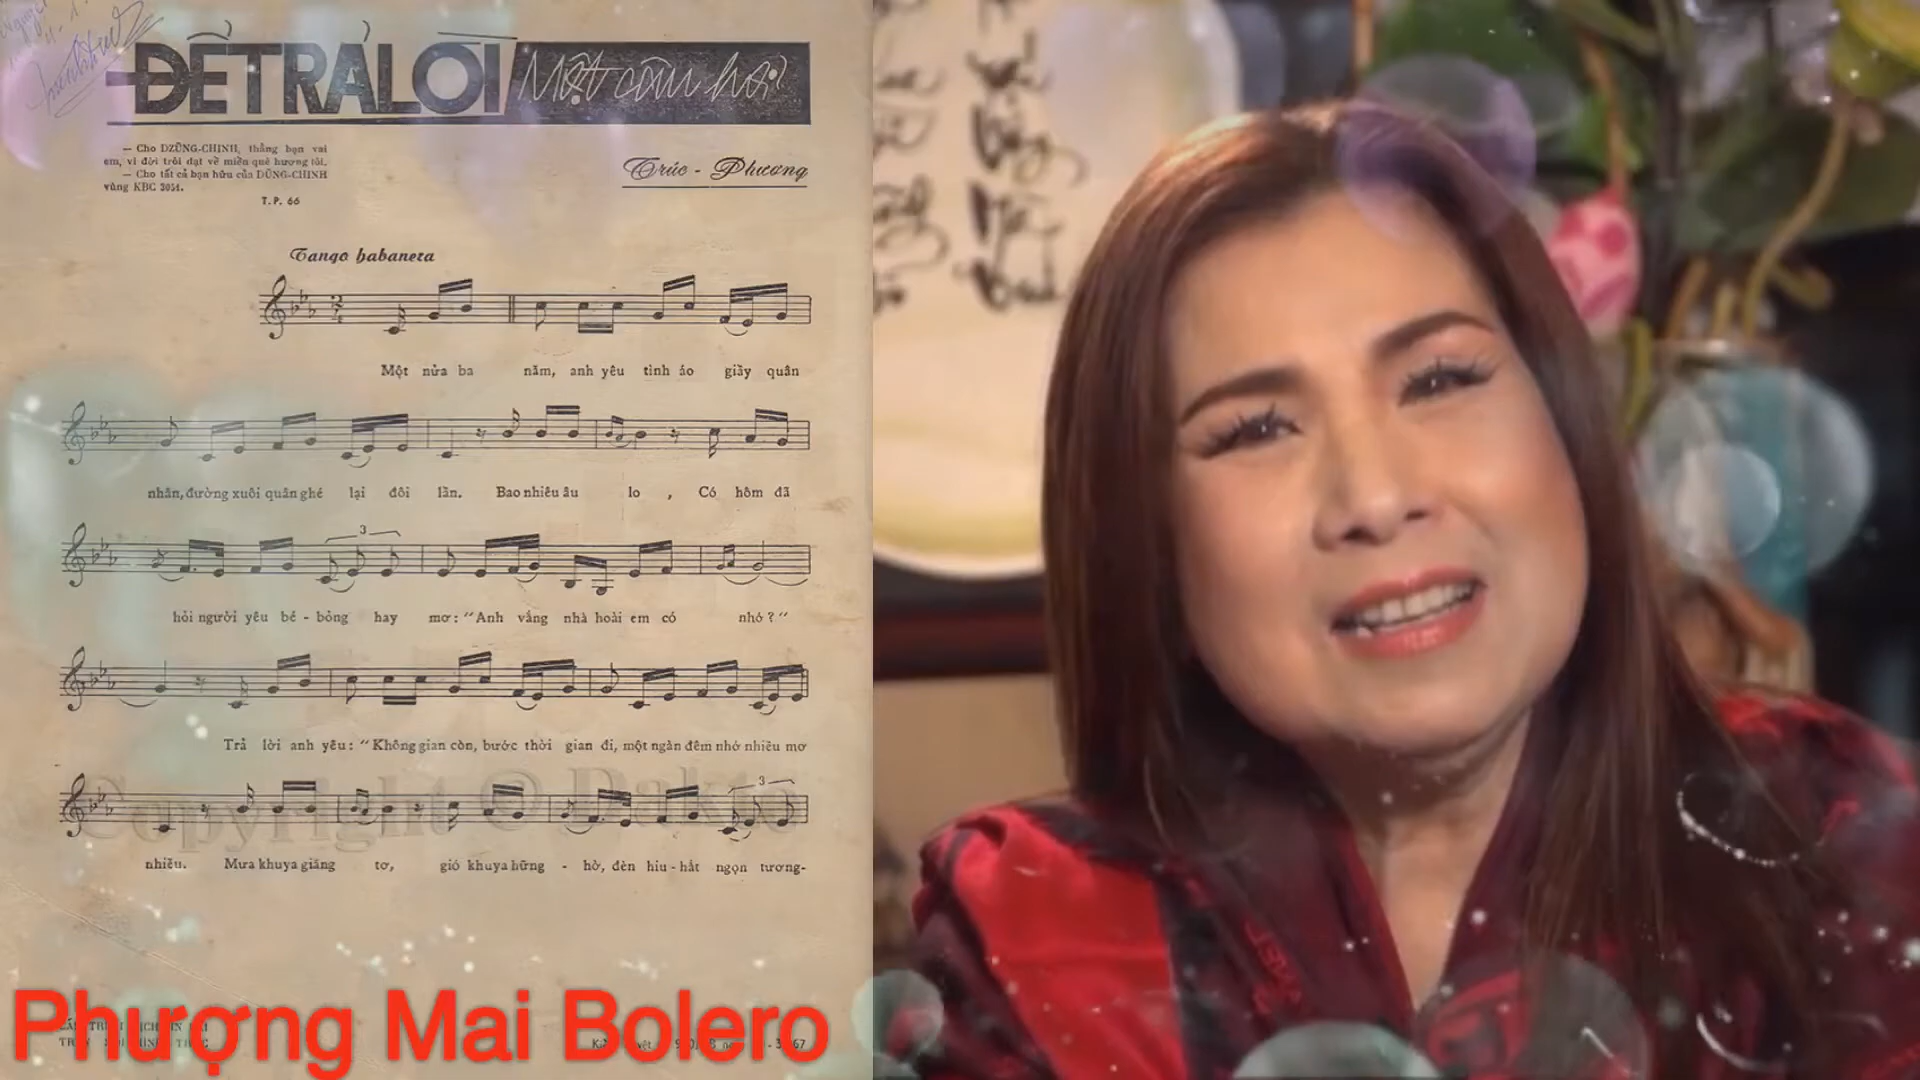 ĐỂ TRẢ LỜI Một câu hỏi
— Cho DZŨNG-CHINH, thằng bạn vai
em, vì đời trôi dạt về miền quê hương tôi.
— Cho tất cả bạn hữu của DŨNG-CHINH
vùng KBC 3054.
T.P. 66
Trúc - Phương
Tango habanera
Một nửa ba năm, anh yêu tình áo giầy quân
nhân, đường xuôi quân ghé lại đôi lần. Bao nhiêu âu lo, Có hôm đã
3
hỏi người yêu bé - bỏng hay mơ: "Anh vắng nhà hoài em có nhớ?"
Trả lời anh yêu: "Không gian còn, bước thời gian đi, một ngàn đêm nhớ nhiều mơ
3
nhiều. Mưa khuya giăng tơ, gió khuya hững - hờ, đèn hiu - hắt ngọn tương-
Copyright © Dakto
Phượng Mai Bolero